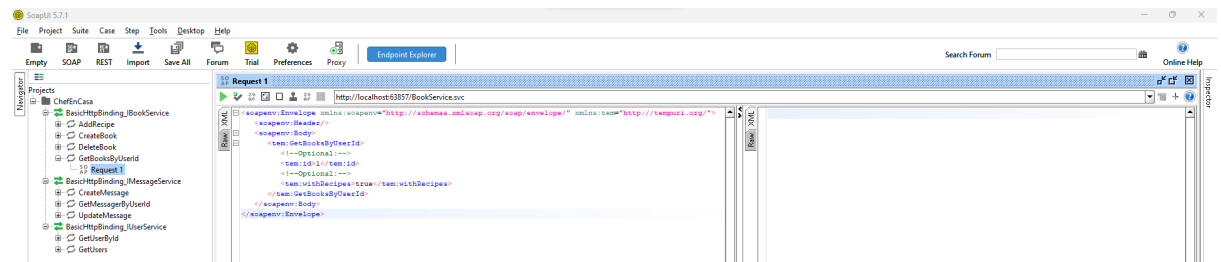 SoapUI 5.7.1
File Project Suite Case Step Tools Desktop Help
Empty SOAP REST Import Save All Forum Trial Preferences Proxy
Endpoint Explorer
Search Forum
Online Help
Navigator
Projects
ChefEnCasa
BasicHttpBinding_IBookService
AddRecipe
CreateBook
DeleteBook
GetBooksByUserId
SOAP Request 1
BasicHttpBinding_IMessageService
CreateMessage
GetMessagerByUserId
UpdateMessage
BasicHttpBinding_IUserService
GetUserById
GetUsers
SOAP Request 1
http://localhost:63857/BookService.svc
XML
Raw
<soapenv:Envelope xmlns:soapenv="http://schemas.xmlsoap.org/soap/envelope/" xmlns:tem="http://tempuri.org/">
<soapenv:Header/>
<soapenv:Body>
<tem:GetBooksByUserId>
<!--Optional:-->
<tem:id>1</tem:id>
<!--Optional:-->
<tem:withRecipes>true</tem:withRecipes>
</tem:GetBooksByUserId>
</soapenv:Body>
</soapenv:Envelope>
XML
Raw
Inspector